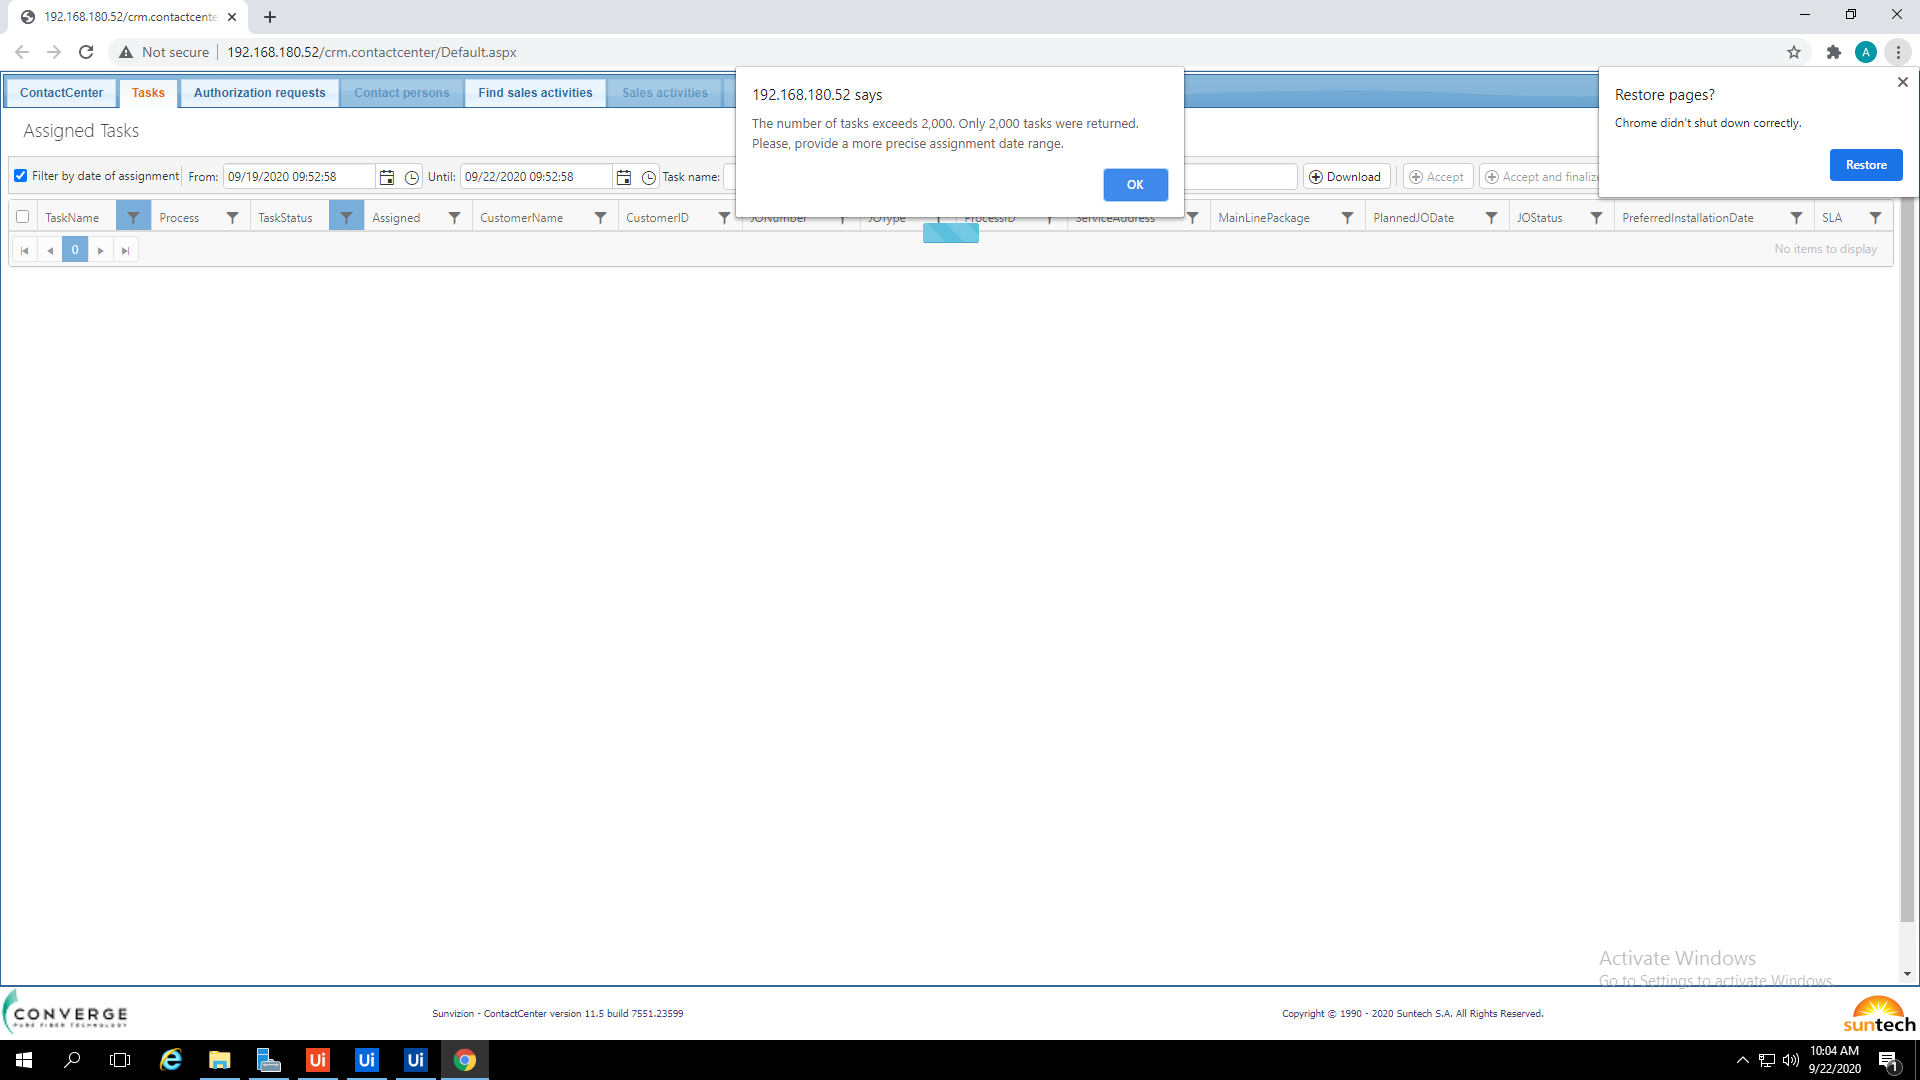 192.168.180.52/crm.contactcente
Not secure
192.168.180.52/crm.contactcenter/Default.aspx
A
ContactCenter
Tasks
Authorization requests
Contact persons
Find sales activities
Sales activities
192.168.180.52 says
The number of tasks exceeds 2,000. Only 2,000 tasks were returned.
Please, provide a more precise assignment date range.
OK
Restore pages?
Chrome didn't shut down correctly.
Restore
Assigned Tasks
Filter by date of assignment
From:
09/19/2020 09:52:58
Until:
09/22/2020 09:52:58
Task name:
Download
Accept
Accept and finalize
TaskName
Process
TaskStatus
Assigned
CustomerName
CustomerID
JONumber
JOType
ProcessID
ServiceAddress
MainLinePackage
PlannedJODate
JOStatus
PreferredInstallationDate
SLA
0
No items to display
Activate Windows
Go to Settings to activate Windows.
CONVERGE
PURE FIBER TECHNOLOGY
Sunvizion - ContactCenter version 11.5 build 7551.23599
Copyright © 1990 - 2020 Suntech S.A. All Rights Reserved.
suntech
Ui
Ui
Ui
10:04 AM
9/22/2020
1